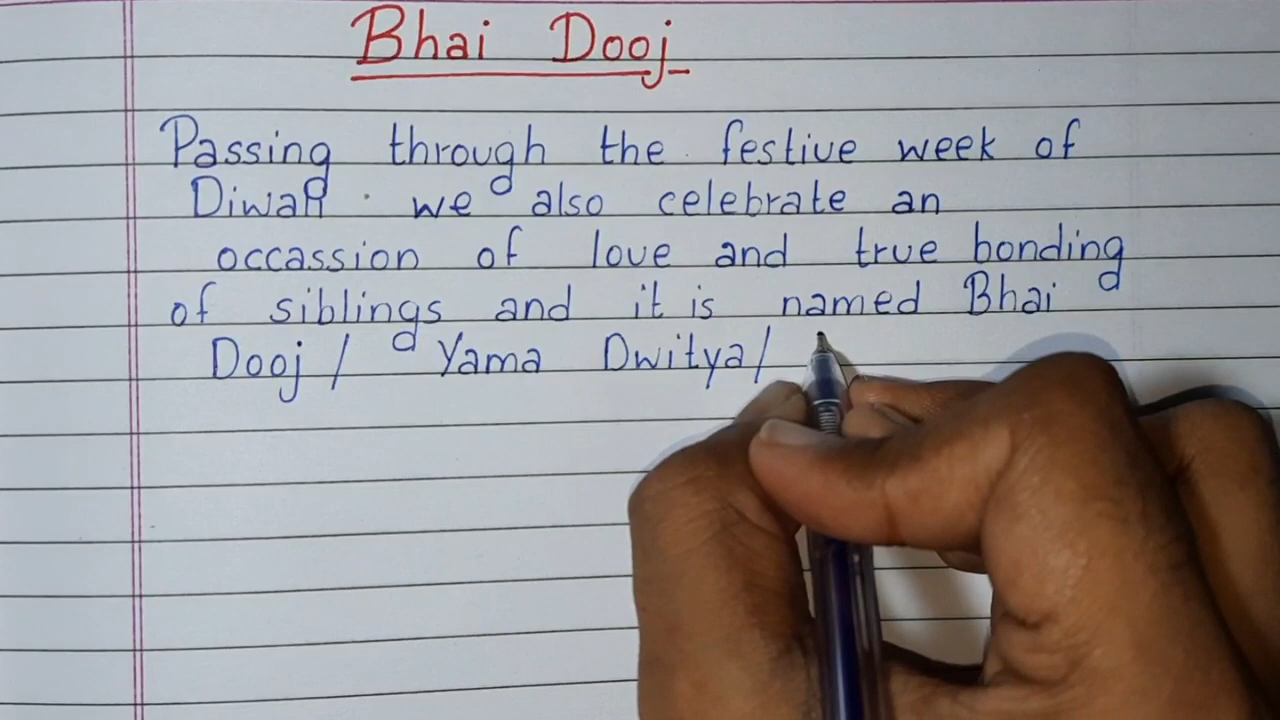 Bhai Dooj
Passing through the festive week of
Diwali. we also celebrate an
occassion of love and true bonding
of siblings and it is named Bhai
Dooj / Yama Dwitya/